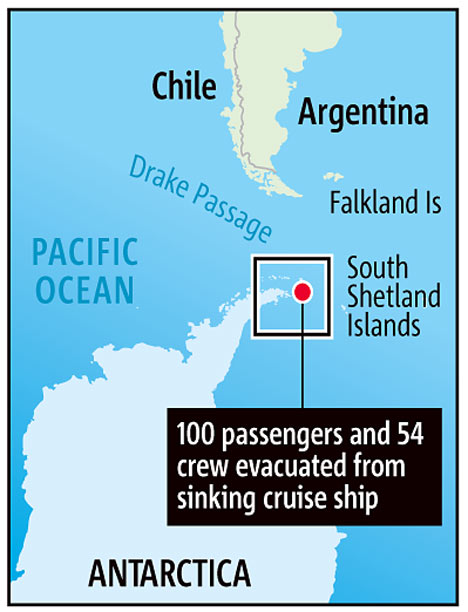 Chile
Argentina
Drake Passage
Falkland Is
PACIFIC
OCEAN
South
Shetland
Islands
100 passengers and 54
crew evacuated from
sinking cruise ship
ANTARCTICA